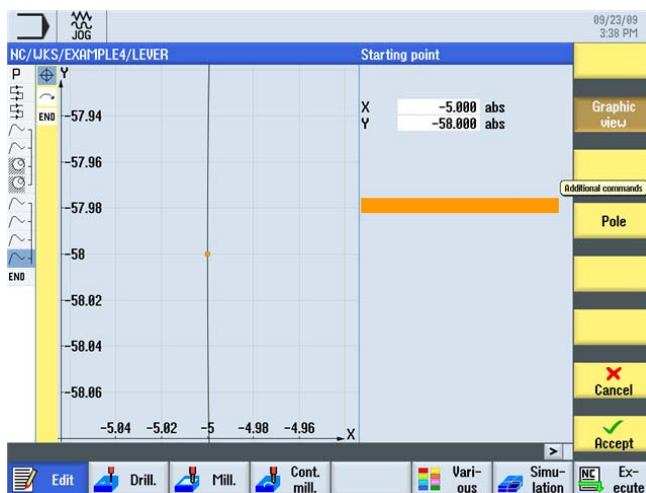 JOG
09/23/09
3:38 PM
NC/WKS/EXAMPLE4/LEVER
Starting point
P
END
END
Y
-57.94
-57.96
-57.98
-58
-58.02
-58.04
-58.06
-5.04 -5.02 -5 -4.98 -4.96
X
X -5.000 abs
Y -58.000 abs
Graphic
view
Additional commands
Pole
Cancel
Accept
>
Edit
Drill.
Mill.
Cont.
mill.
Vari-
ous
Simu-
lation
NC
Ex-
ecute